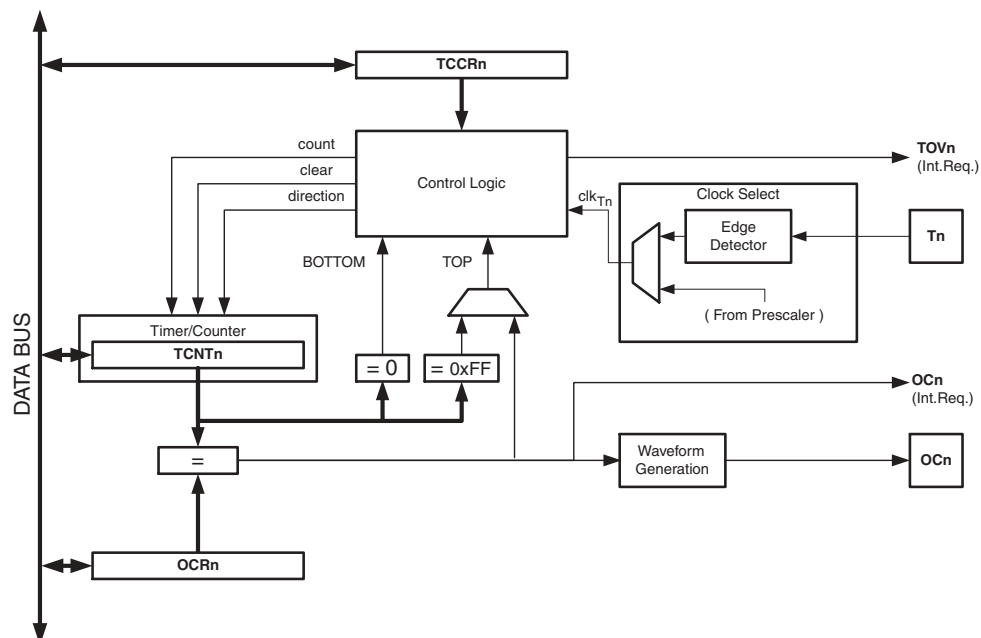 TCCRn
count
clear
direction
Control Logic
TOVn
(Int.Req.)
clkTn
Clock Select
Edge
Detector
Tn
( From Prescaler )
BOTTOM
TOP
Timer/Counter
TCNTn
= 0
= 0xFF
DATA BUS
OCn
(Int.Req.)
=
Waveform
Generation
OCn
OCRn